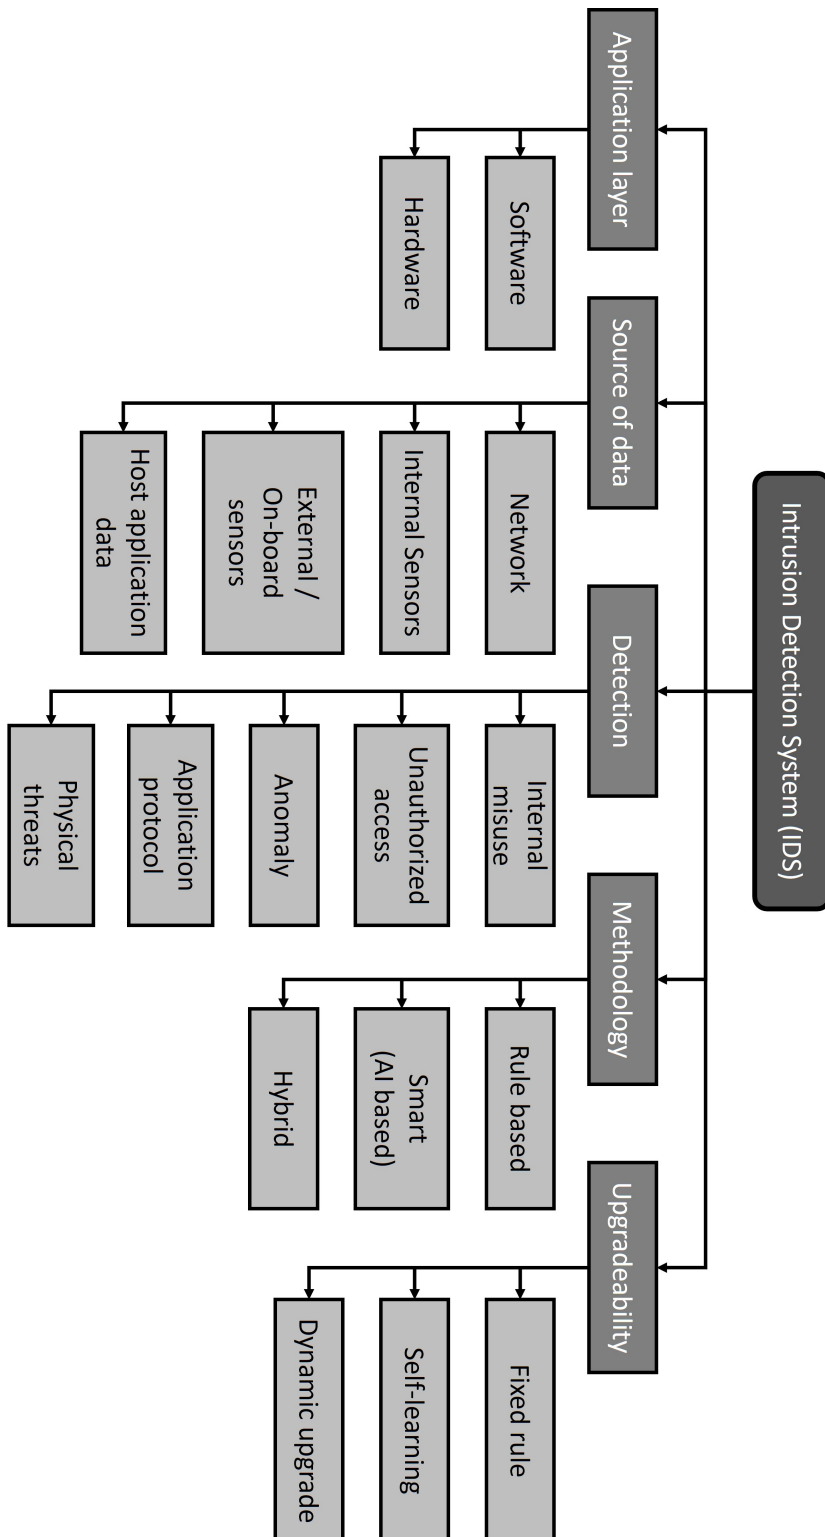 Intrusion Detection System (IDS)
Application layer
Software
Hardware
Source of data
Network
Internal Sensors
External /
On-board
sensors
Host application
data
Detection
Internal
misuse
Unauthorized
access
Anomaly
Application
protocol
Physical
threats
Methodology
Rule based
Smart
(AI based)
Hybrid
Upgradeability
Fixed rule
Self-learning
Dynamic upgrade